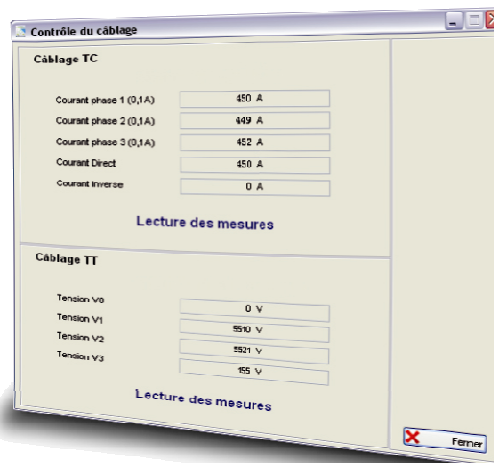 Contrôle du câblage
Câblage TC
Courant phase 1 (0,1A) 450 A
Courant phase 2 (0,1A) 449 A
Courant phase 3 (0,1A) 452 A
Courant Direct 450 A
Courant Inverse 0 A
Lecture des mesures
Câblage TT
Tension V0 0 V
Tension V1 5510 V
Tension V2 5521 V
Tension V3 155 V
Lecture des mesures
Fermer